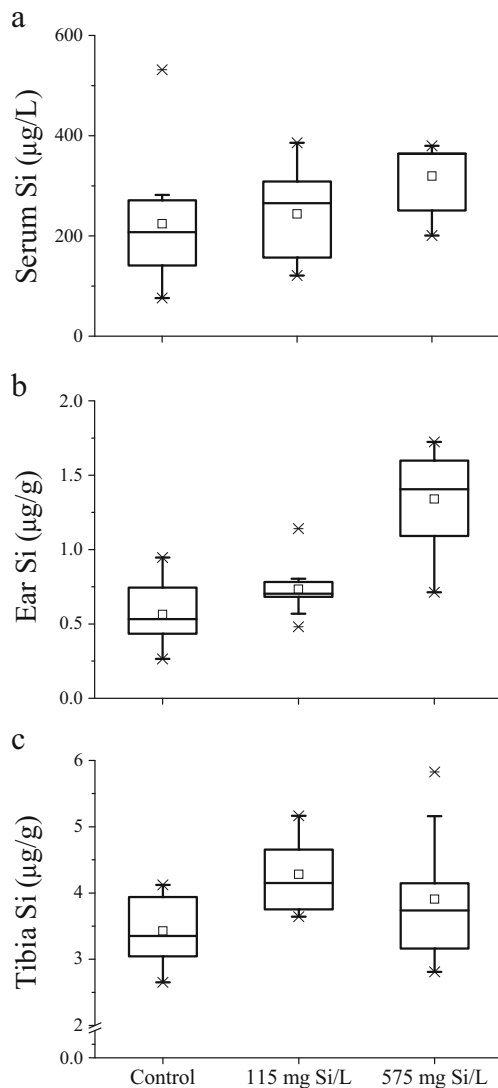 a
600
400
200
0
Serum Si (µg/L)
b
2.0
1.5
1.0
0.5
0.0
Ear Si (µg/g)
c
6
5
4
3
2
0.0
Tibia Si (µg/g)
Control 115 mg Si/L 575 mg Si/L